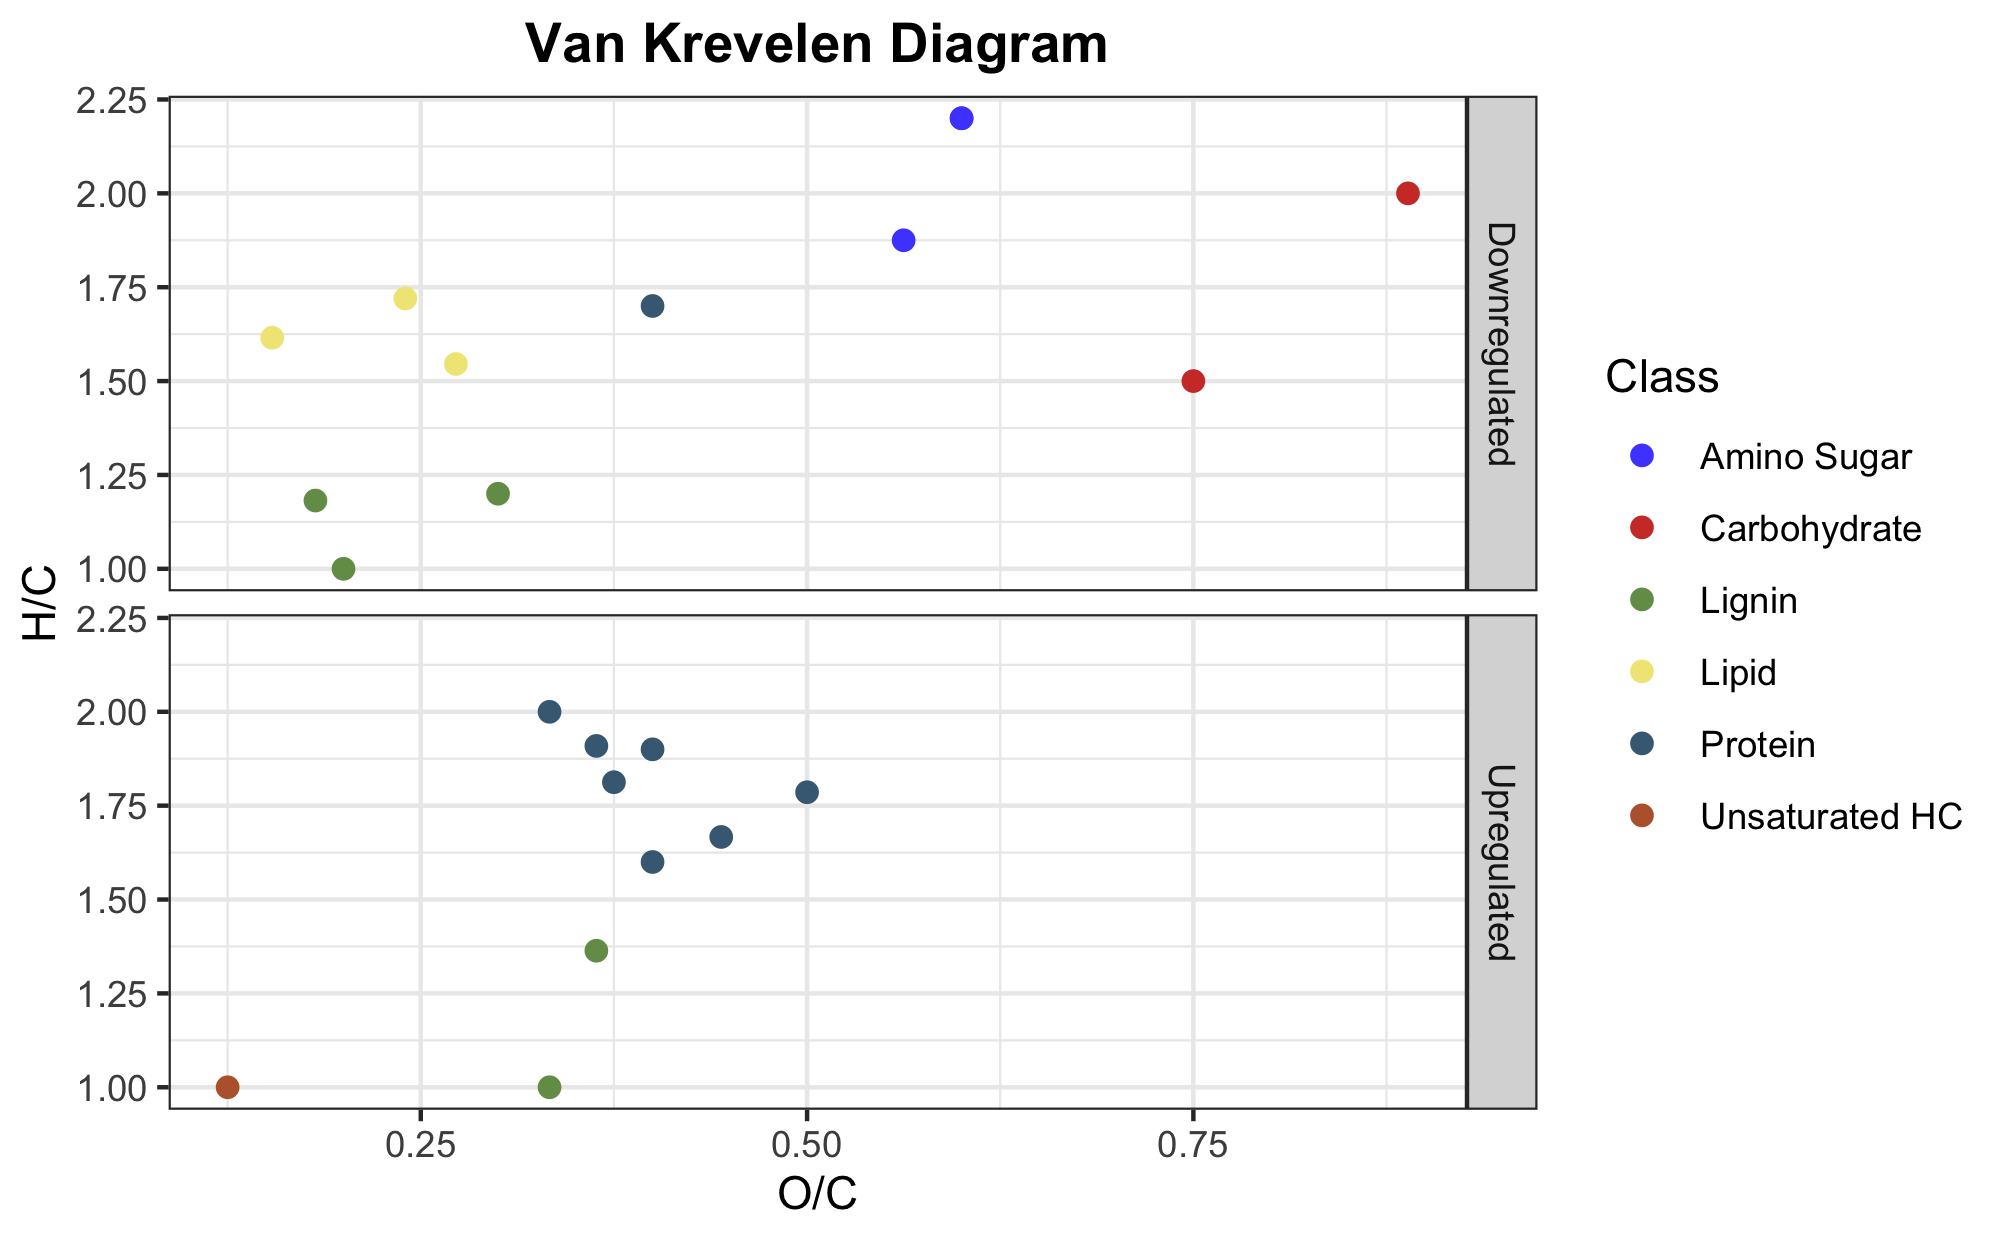 Van Krevelen Diagram
2.25
2.00
1.75
1.50
1.25
1.00
Downregulated
H/C
2.25
2.00
1.75
1.50
1.25
1.00
Upregulated
0.25 0.50 0.75
O/C
Class
Amino Sugar
Carbohydrate
Lignin
Lipid
Protein
Unsaturated HC